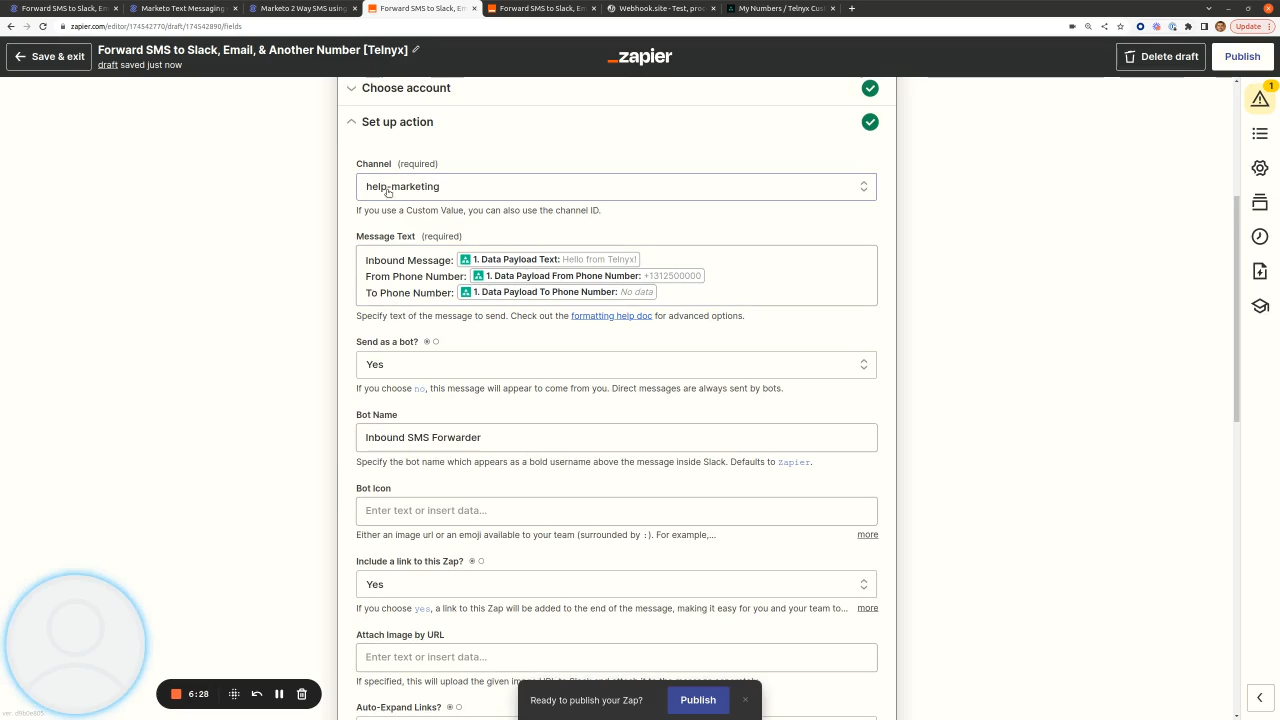 Forward SMS to Slack, Em
Marketo Text Messaging
Marketo 2 Way SMS using
Forward SMS to Slack, Em
Forward SMS to Slack, Em
Webhook.site - Test, proc
My Numbers / Telnyx Cus
zapier.com/editor/174542770/draft/174542890/fields
Update
Save & exit
Forward SMS to Slack, Email, & Another Number [Telnyx]
draft saved just now
zapier
Delete draft
Publish
1
Choose account
Set up action
Channel (required)
help-marketing
If you use a Custom Value, you can also use the channel ID.
Message Text (required)
Inbound Message: 1. Data Payload Text: Hello from Telnyx!
From Phone Number: 1. Data Payload From Phone Number: +1312500000
To Phone Number: 1. Data Payload To Phone Number: No data
Specify text of the message to send. Check out the formatting help doc for advanced options.
Send as a bot?
Yes
If you choose no, this message will appear to come from you. Direct messages are always sent by bots.
Bot Name
Inbound SMS Forwarder
Specify the bot name which appears as a bold username above the message inside Slack. Defaults to Zapier.
Bot Icon
Enter text or insert data...
Either an image url or an emoji available to your team (surrounded by :). For example,... more
Include a link to this Zap?
Yes
If you choose yes, a link to this Zap will be added to the end of the message, making it easy for you and your team to... more
Attach Image by URL
Enter text or insert data...
If specified, this will upload the given
Auto-Expand Links?
Ready to publish your Zap?
Publish
6:28
ver. d9b0e805